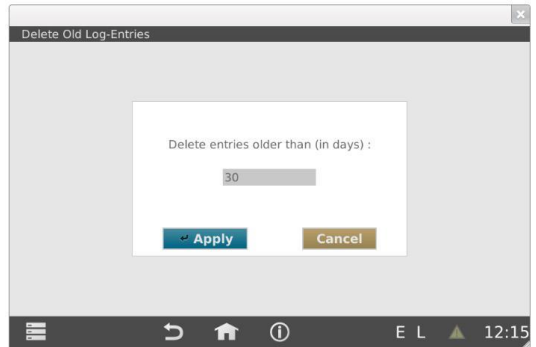 Delete Old Log-Entries
Delete entries older than (in days) :
30
Apply
Cancel
E L
12:15